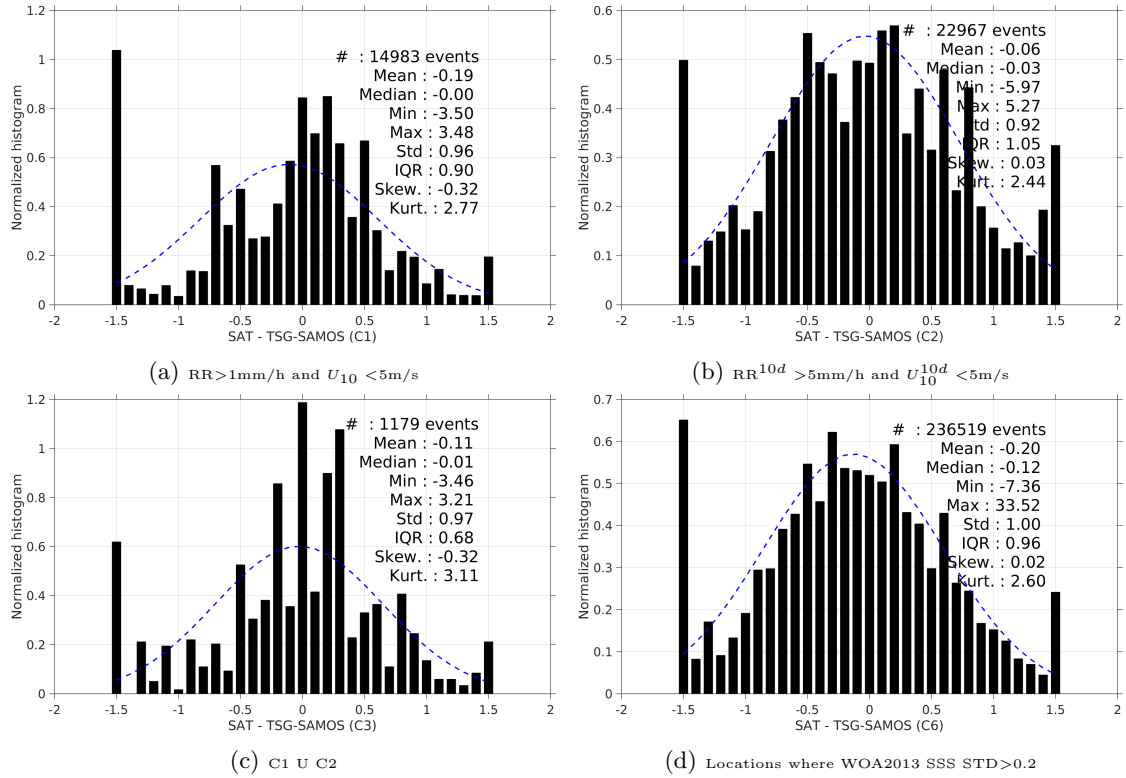 1.2
1
0.8
0.6
0.4
0.2
0
Normalized histogram
# : 14983 events
Mean : -0.19
Median : -0.00
Min : -3.50
Max : 3.48
Std : 0.96
IQR : 0.90
Skew. : -0.32
Kurt. : 2.77
-2 -1.5 -1 -0.5 0 0.5 1 1.5 2
SAT - TSG-SAMOS (C1)
(a) RR>1mm/h and U10 <5m/s
0.6
0.5
0.4
0.3
0.2
0.1
0
Normalized histogram
# : 22967 events
Mean : -0.06
Median : -0.03
Min : -5.97
Max : 5.27
Std : 0.92
IQR : 1.05
Skew. : 0.03
Kurt. : 2.44
-2 -1.5 -1 -0.5 0 0.5 1 1.5 2
SAT - TSG-SAMOS (C2)
(b) RR^10d >5mm/h and U10^10d <5m/s
1.2
1
0.8
0.6
0.4
0.2
0
Normalized histogram
# : 1179 events
Mean : -0.11
Median : -0.01
Min : -3.46
Max : 3.21
Std : 0.97
IQR : 0.68
Skew. : -0.32
Kurt. : 3.11
-2 -1.5 -1 -0.5 0 0.5 1 1.5 2
SAT - TSG-SAMOS (C3)
(c) C1 U C2
0.7
0.6
0.5
0.4
0.3
0.2
0.1
0
Normalized histogram
# : 236519 events
Mean : -0.20
Median : -0.12
Min : -7.36
Max : 33.52
Std : 1.00
IQR : 0.96
Skew. : 0.02
Kurt. : 2.60
-2 -1.5 -1 -0.5 0 0.5 1 1.5 2
SAT - TSG-SAMOS (C6)
(d) Locations where WOA2013 SSS STD>0.2